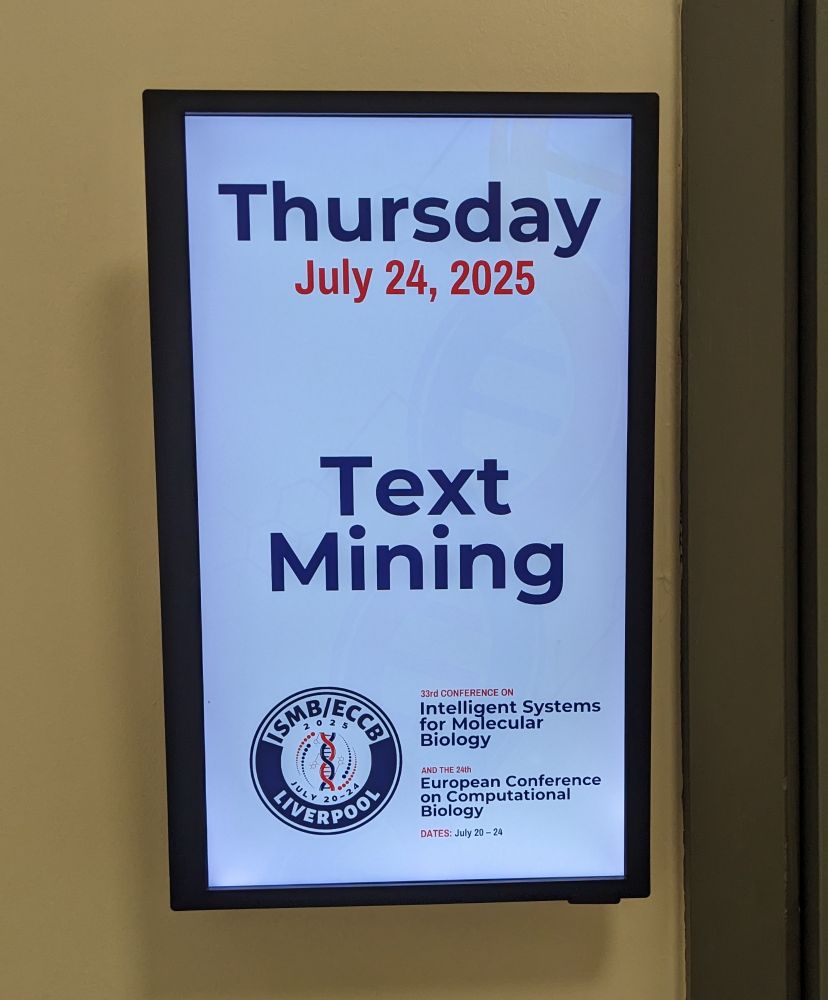 Thursday
July 24, 2025
Text
Mining
ISMB/ECCB
2025
JULY 20–24
LIVERPOOL
33rd CONFERENCE ON
Intelligent Systems
for Molecular
Biology
AND THE 24th
European Conference
on Computational
Biology
DATES: July 20 – 24